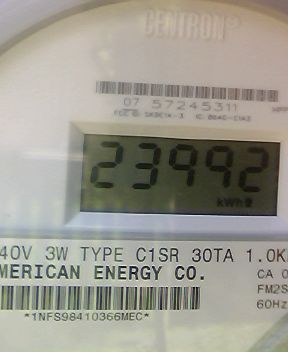 CENTRON
07 57245311
23992
kWh
40V 3W TYPE C1SR 30TA 1.0K
MERICAN ENERGY CO.
CA 0
FM2S
60Hz
*1NFS98410366MEC*